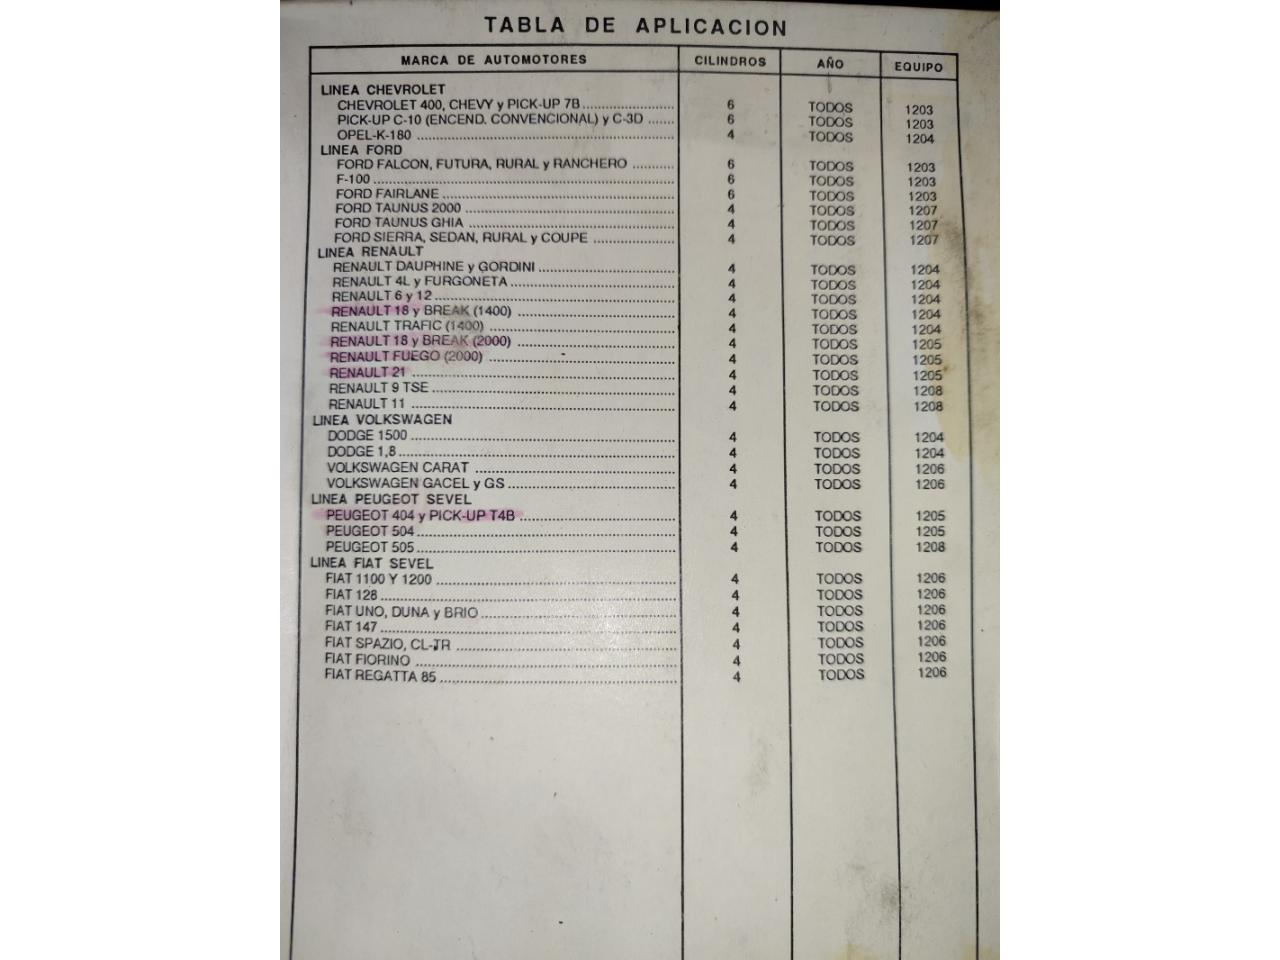 TABLA DE APLICACION
MARCA DE AUTOMOTORES CILINDROS AÑO EQUIPO
LINEA CHEVROLET
CHEVROLET 400, CHEVY y PICK-UP 7B 6 TODOS 1203
PICK-UP C-10 (ENCEND. CONVENCIONAL) y C-3D 6 TODOS 1203
OPEL-K-180 4 TODOS 1204
LINEA FORD
FORD FALCON, FUTURA, RURAL y RANCHERO 6 TODOS 1203
F-100 6 TODOS 1203
FORD FAIRLANE 6 TODOS 1203
FORD TAUNUS 2000 4 TODOS 1207
FORD TAUNUS GHIA 4 TODOS 1207
FORD SIERRA, SEDAN, RURAL y COUPE 4 TODOS 1207
LINEA RENAULT
RENAULT DAUPHINE y GORDINI 4 TODOS 1204
RENAULT 4L y FURGONETA 4 TODOS 1204
RENAULT 6 y 12 4 TODOS 1204
RENAULT 18 y BREAK (1400) 4 TODOS 1204
RENAULT TRAFIC (1400) 4 TODOS 1204
RENAULT 18 y BREAK (2000) 4 TODOS 1205
RENAULT FUEGO (2000) 4 TODOS 1205
RENAULT 21 4 TODOS 1205
RENAULT 9 TSE 4 TODOS 1208
RENAULT 11 4 TODOS 1208
LINEA VOLKSWAGEN
DODGE 1500 4 TODOS 1204
DODGE 1,8 4 TODOS 1204
VOLKSWAGEN CARAT 4 TODOS 1206
VOLKSWAGEN GACEL y GS 4 TODOS 1206
LINEA PEUGEOT SEVEL
PEUGEOT 404 y PICK-UP T4B 4 TODOS 1205
PEUGEOT 504 4 TODOS 1205
PEUGEOT 505 4 TODOS 1208
LINEA FIAT SEVEL
FIAT 1100 Y 1200 4 TODOS 1206
FIAT 128 4 TODOS 1206
FIAT UNO, DUNA y BRIO 4 TODOS 1206
FIAT 147 4 TODOS 1206
FIAT SPAZIO, CL-TR 4 TODOS 1206
FIAT FIORINO 4 TODOS 1206
FIAT REGATTA 85 4 TODOS 1206